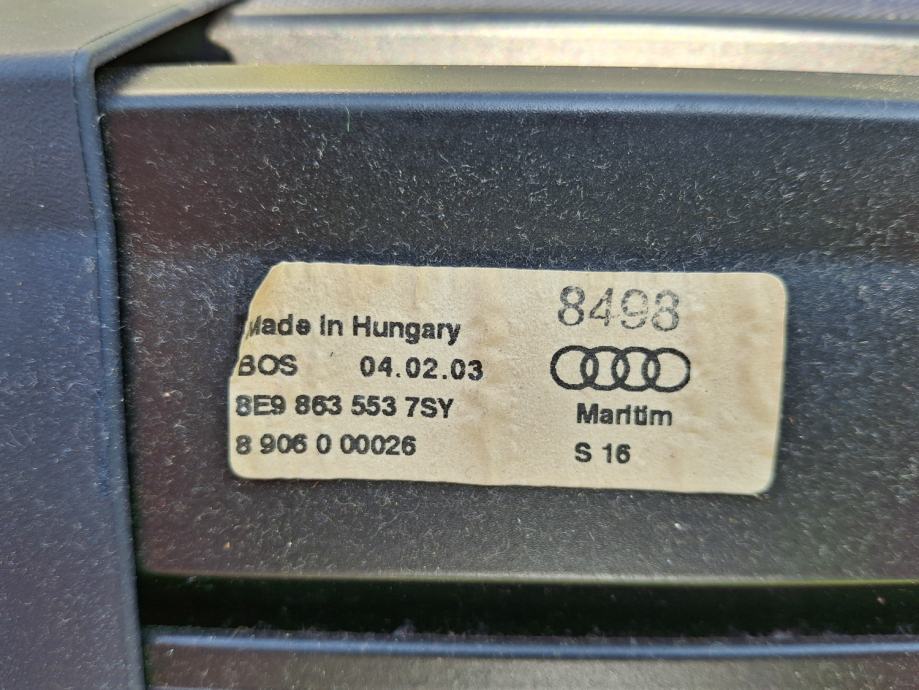 8498
Made in Hungary
BOS 04.02.03
8E9 863 553 7SY
Maritim
8 906 0 00026
S 16